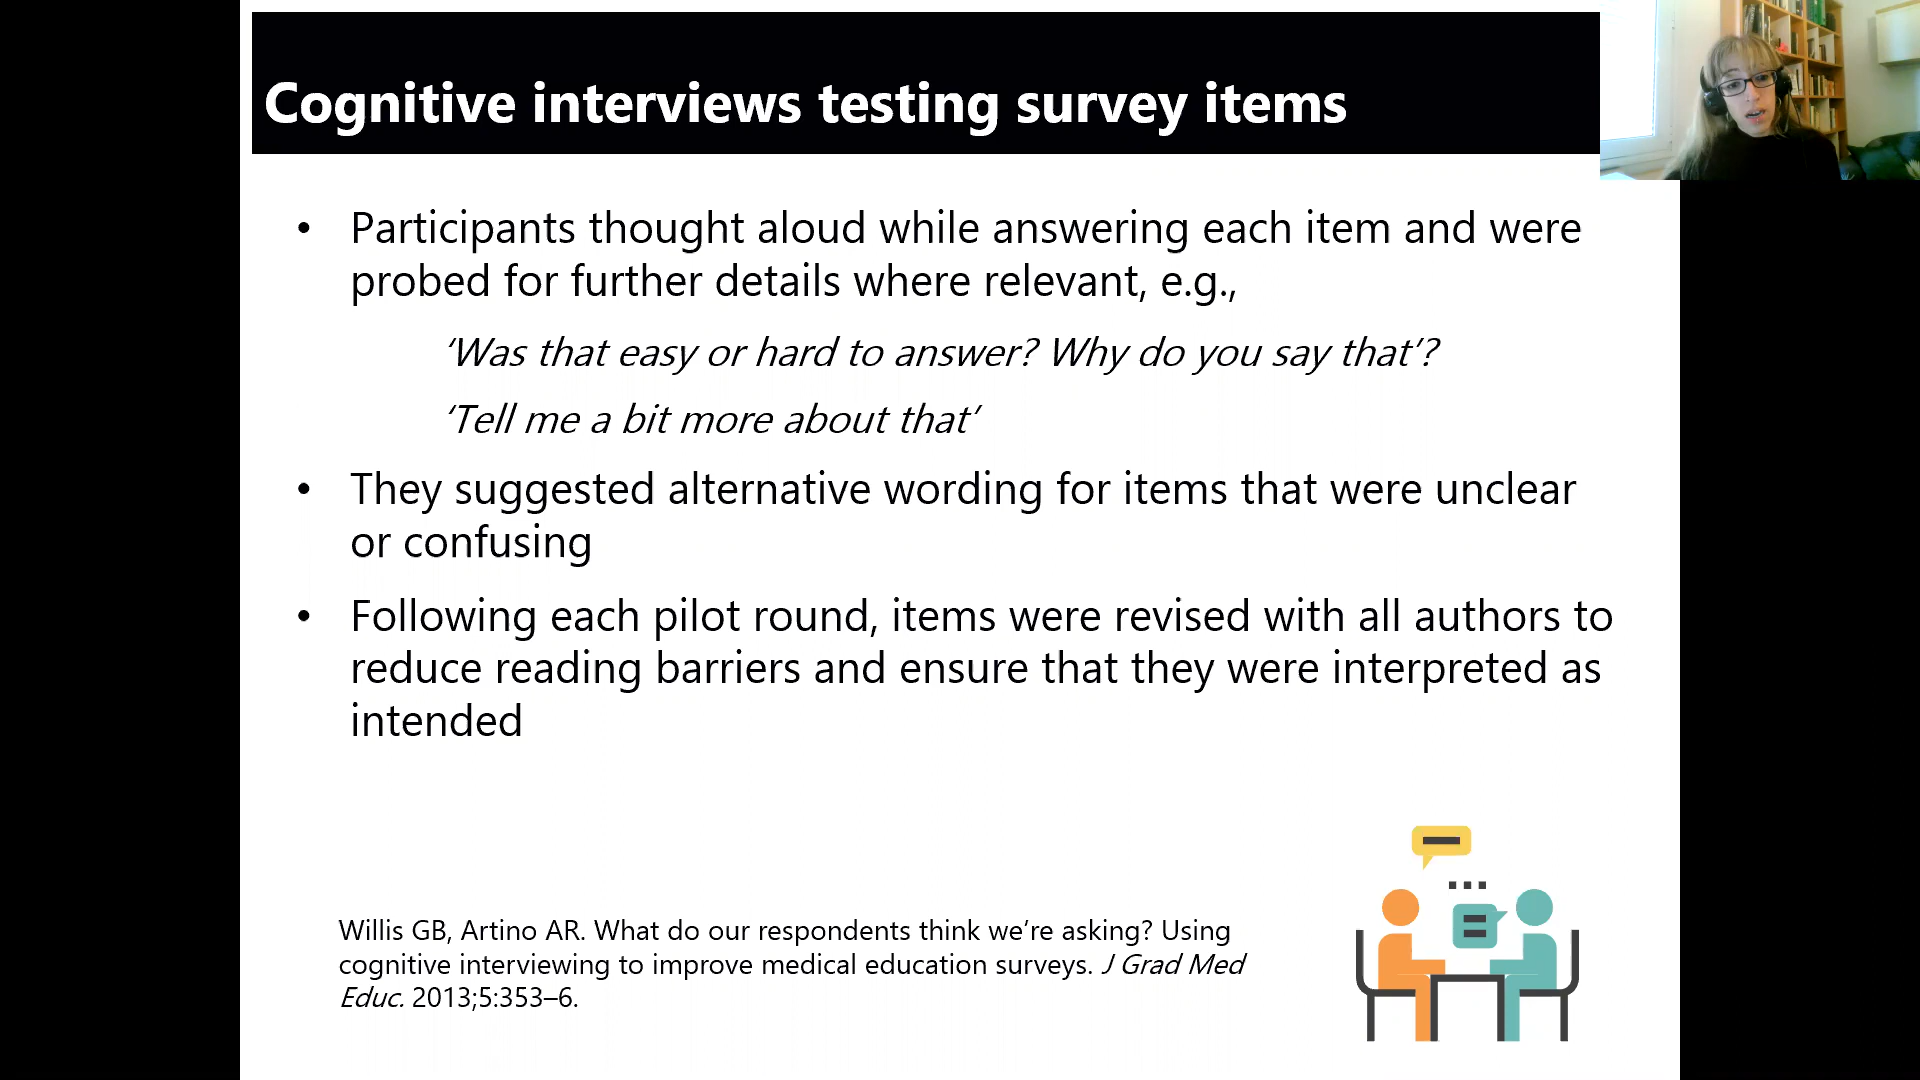 Cognitive interviews testing survey items
• Participants thought aloud while answering each item and were
probed for further details where relevant, e.g.,
‘Was that easy or hard to answer? Why do you say that’?
‘Tell me a bit more about that’
• They suggested alternative wording for items that were unclear
or confusing
• Following each pilot round, items were revised with all authors to
reduce reading barriers and ensure that they were interpreted as
intended
Willis GB, Artino AR. What do our respondents think we’re asking? Using
cognitive interviewing to improve medical education surveys. J Grad Med
Educ. 2013;5:353–6.